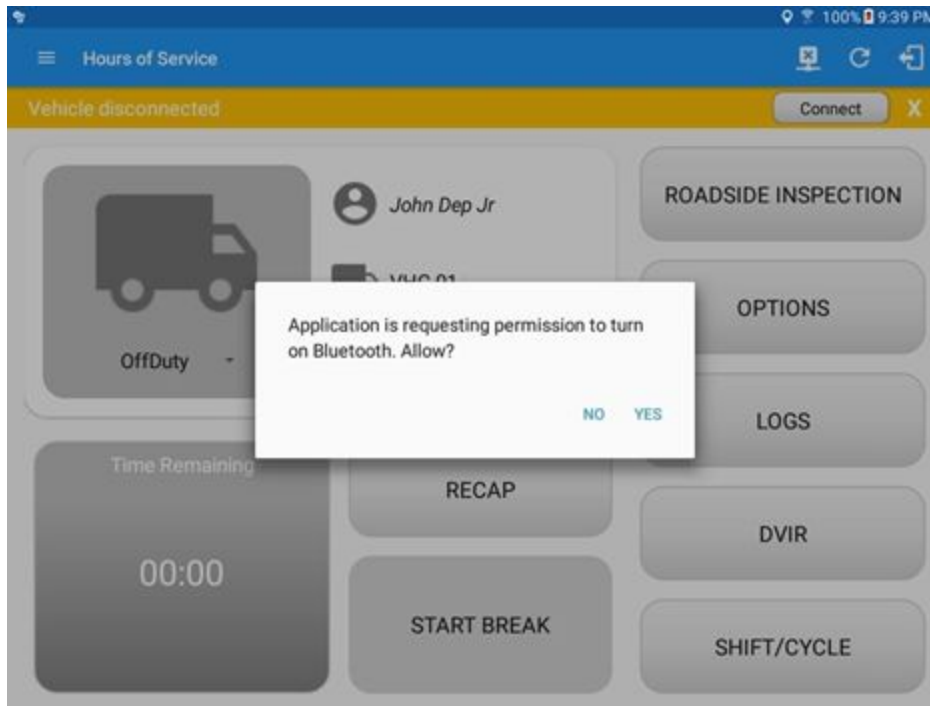 100% 9:39 PM
Hours of Service
Vehicle disconnected
Connect
X
John Dep Jr
ROADSIDE INSPECTION
VHC 01
Application is requesting permission to turn
on Bluetooth. Allow?
NO YES
OPTIONS
OffDuty
LOGS
Time Remaining
00:00
RECAP
DVIR
START BREAK
SHIFT/CYCLE